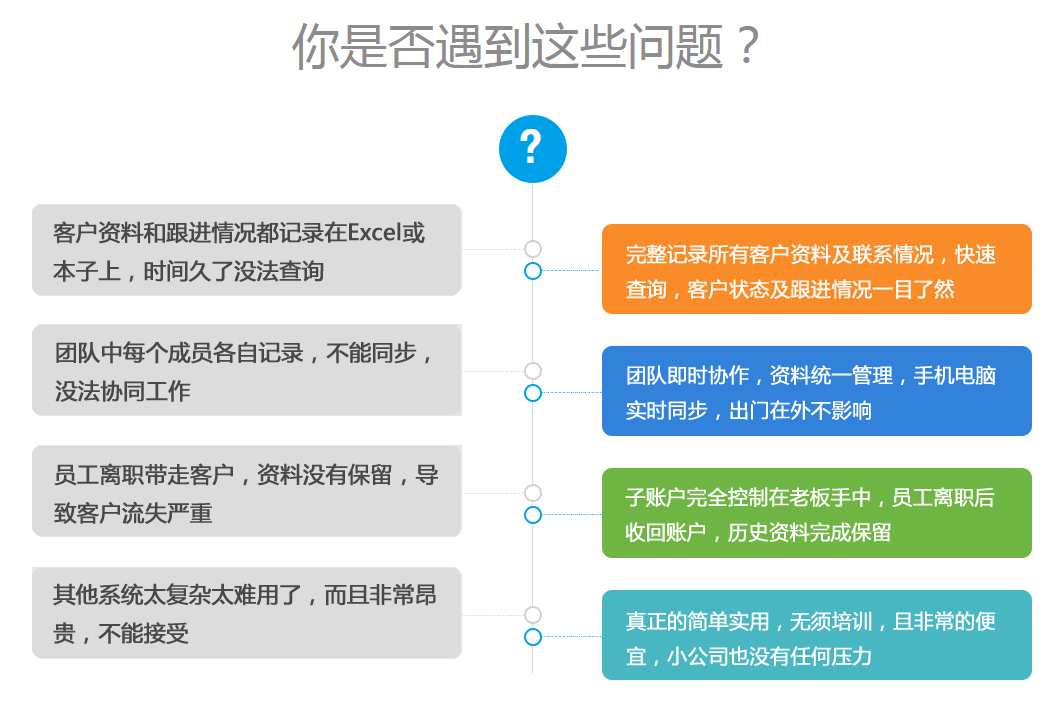 你是否遇到这些问题？
?
客户资料和跟进情况都记录在Excel或
本子上，时间久了没法查询
完整记录所有客户资料及联系情况，快速
查询，客户状态及跟进情况一目了然
团队中每个成员各自记录，不能同步，
没法协同工作
团队即时协作，资料统一管理，手机电脑
实时同步，出门在外不影响
员工离职带走客户，资料没有保留，导
致客户流失严重
子账户完全控制在老板手中，员工离职后
收回账户，历史资料完成保留
其他系统太复杂太难用了，而且非常昂
贵，不能接受
真正的简单实用，无须培训，且非常的便
宜，小公司也没有任何压力